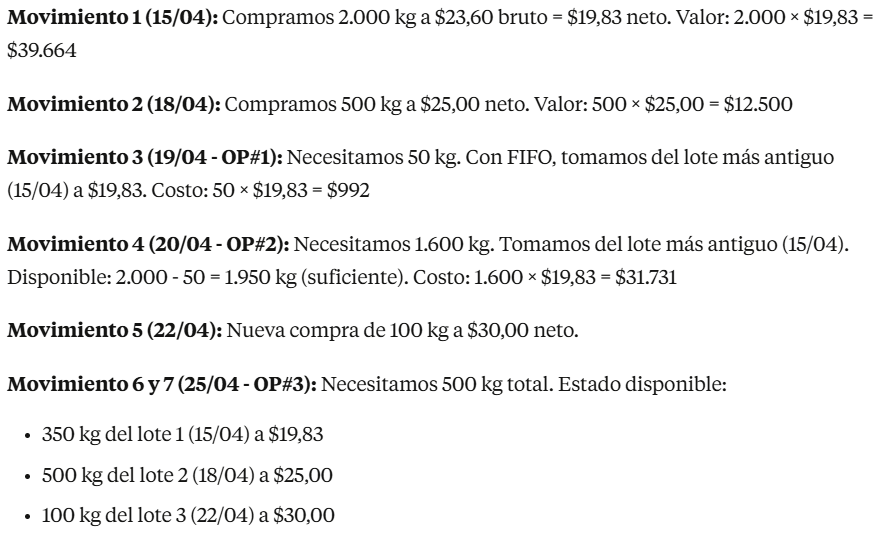 Movimiento 1 (15/04): Compramos 2.000 kg a $23,60 bruto = $19,83 neto. Valor: 2.000 × $19,83 =
$39.664
Movimiento 2 (18/04): Compramos 500 kg a $25,00 neto. Valor: 500 × $25,00 = $12.500
Movimiento 3 (19/04 - OP#1): Necesitamos 50 kg. Con FIFO, tomamos del lote más antiguo
(15/04) a $19,83. Costo: 50 × $19,83 = $992
Movimiento 4 (20/04 - OP#2): Necesitamos 1.600 kg. Tomamos del lote más antiguo (15/04).
Disponible: 2.000 - 50 = 1.950 kg (suficiente). Costo: 1.600 × $19,83 = $31.731
Movimiento 5 (22/04): Nueva compra de 100 kg a $30,00 neto.
Movimiento 6 y 7 (25/04 - OP#3): Necesitamos 500 kg total. Estado disponible:
• 350 kg del lote 1 (15/04) a $19,83
• 500 kg del lote 2 (18/04) a $25,00
• 100 kg del lote 3 (22/04) a $30,00